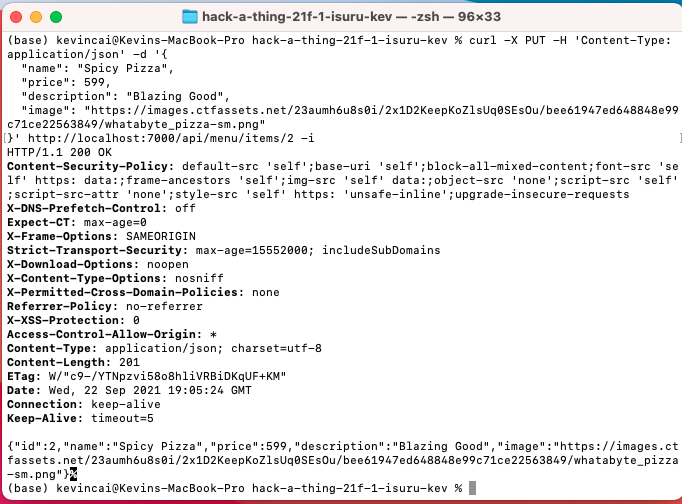 hack-a-thing-21f-1-isuru-kev — -zsh — 96×33
(base) kevincai@Kevins-MacBook-Pro hack-a-thing-21f-1-isuru-kev % curl -X PUT -H 'Content-Type:
application/json' -d '{
  "name": "Spicy Pizza",
  "price": 599,
  "description": "Blazing Good",
  "image": "https://images.ctfassets.net/23aumh6u8s0i/2x1D2KeepKoZlsUq0SEsOu/bee61947ed648848e99
c71ce22563849/whatabyte_pizza-sm.png"
}' http://localhost:7000/api/menu/items/2 -i
HTTP/1.1 200 OK
Content-Security-Policy: default-src 'self';base-uri 'self';block-all-mixed-content;font-src 'se
lf' https: data:;frame-ancestors 'self';img-src 'self' data:;object-src 'none';script-src 'self'
;script-src-attr 'none';style-src 'self' https: 'unsafe-inline';upgrade-insecure-requests
X-DNS-Prefetch-Control: off
Expect-CT: max-age=0
X-Frame-Options: SAMEORIGIN
Strict-Transport-Security: max-age=15552000; includeSubDomains
X-Download-Options: noopen
X-Content-Type-Options: nosniff
X-Permitted-Cross-Domain-Policies: none
Referrer-Policy: no-referrer
X-XSS-Protection: 0
Access-Control-Allow-Origin: *
Content-Type: application/json; charset=utf-8
Content-Length: 201
ETag: W/"c9-/YTNpzvi58o8hliVRBiDKqUF+KM"
Date: Wed, 22 Sep 2021 19:05:24 GMT
Connection: keep-alive
Keep-Alive: timeout=5

{"id":2,"name":"Spicy Pizza","price":599,"description":"Blazing Good","image":"https://images.ct
fassets.net/23aumh6u8s0i/2x1D2KeepKoZlsUq0SEsOu/bee61947ed648848e99c71ce22563849/whatabyte_pizza
-sm.png"}%
(base) kevincai@Kevins-MacBook-Pro hack-a-thing-21f-1-isuru-kev %